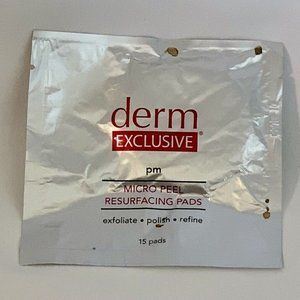 derm
EXCLUSIVE®
pm
MICRO PEEL
RESURFACING PADS
exfoliate • polish • refine
15 pads